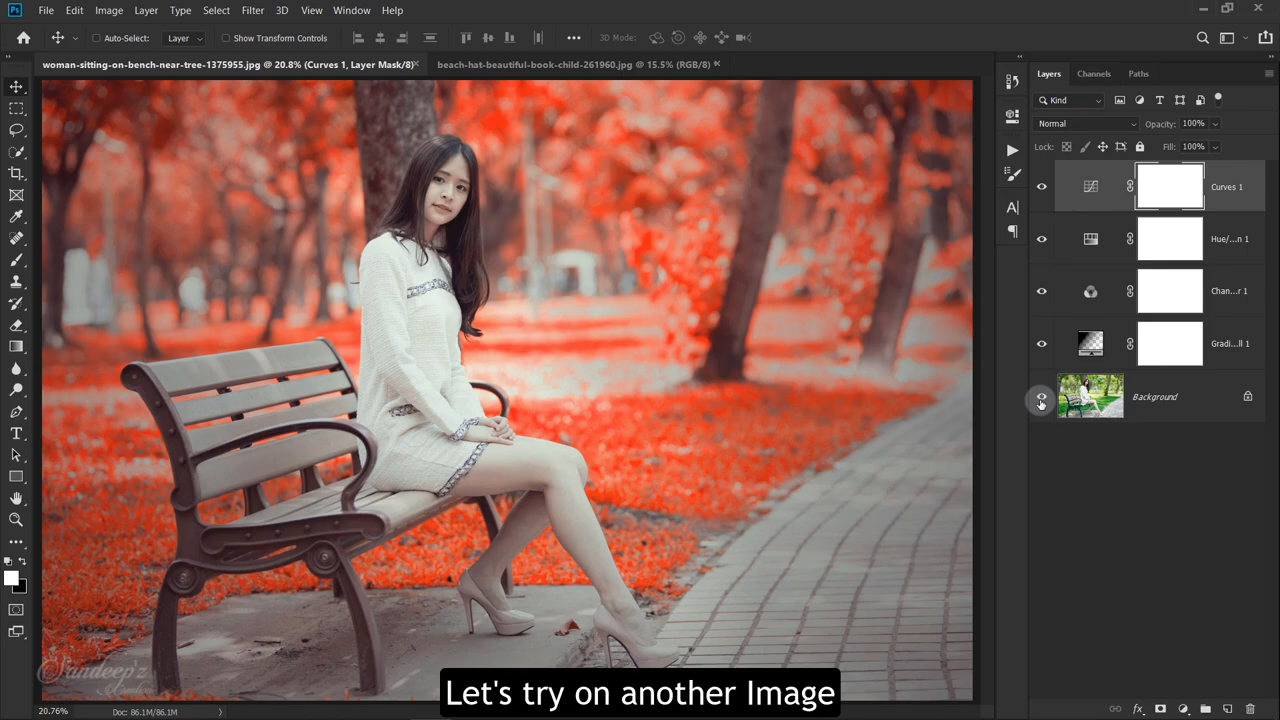 Ps File Edit Image Layer Type Select Filter 3D View Window Help
Auto-Select: Layer Show Transform Controls 3D Mode:
woman-sitting-on-bench-near-tree-1375955.jpg @ 20.8% (Curves 1, Layer Mask/8) beach-hat-beautiful-book-child-261960.jpg @ 15.5% (RGB/8)
Layers Channels Paths
Kind
Normal Opacity: 100%
Lock: Fill: 100%
Curves 1
Hue/...n 1
Chan...r 1
Gradi...ll 1
Background
Sandeep'z
Let's try on another Image
20.76% Doc: 86.1M/86.1M